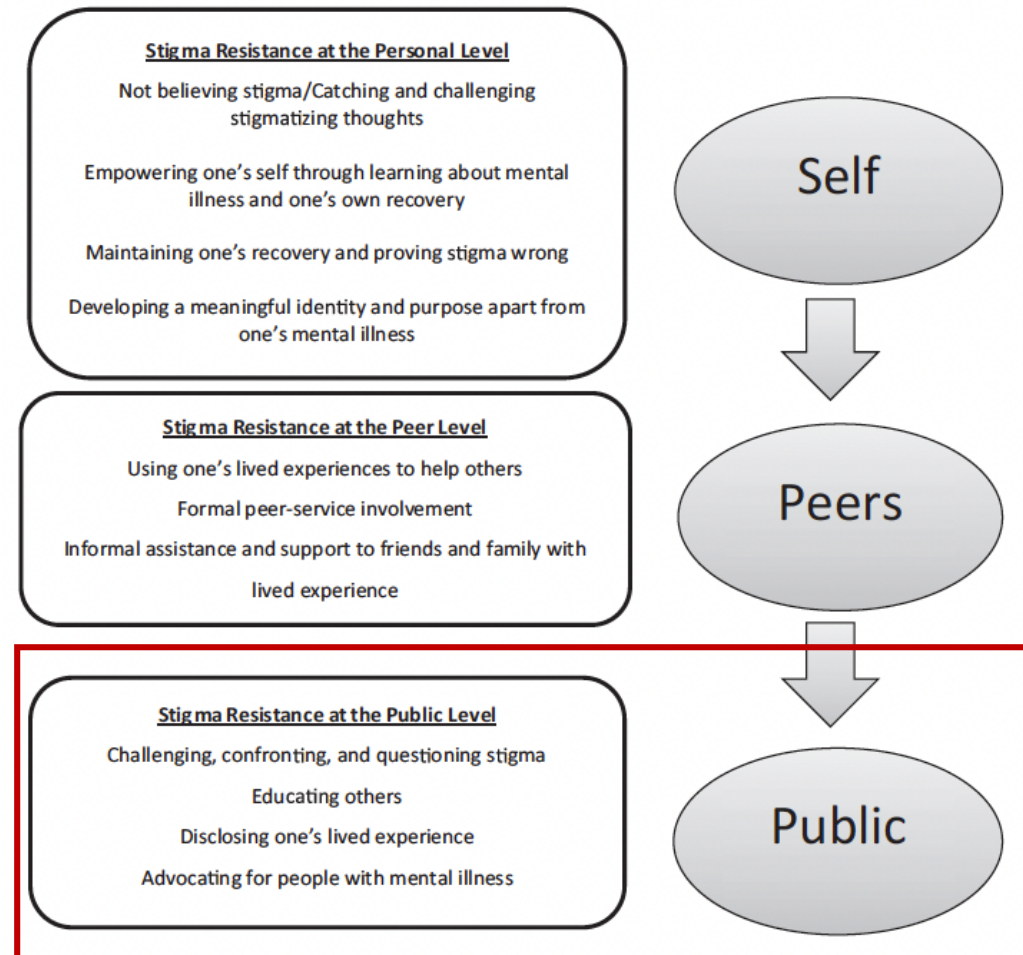 Stigma Resistance at the Personal Level
Not believing stigma/Catching and challenging
stigmatizing thoughts
Empowering one's self through learning about mental
illness and one's own recovery
Maintaining one's recovery and proving stigma wrong
Developing a meaningful identity and purpose apart from
one's mental illness
Self
Stigma Resistance at the Peer Level
Using one's lived experiences to help others
Formal peer-service involvement
Informal assistance and support to friends and family with
lived experience
Peers
Stigma Resistance at the Public Level
Challenging, confronting, and questioning stigma
Educating others
Disclosing one's lived experience
Advocating for people with mental illness
Public